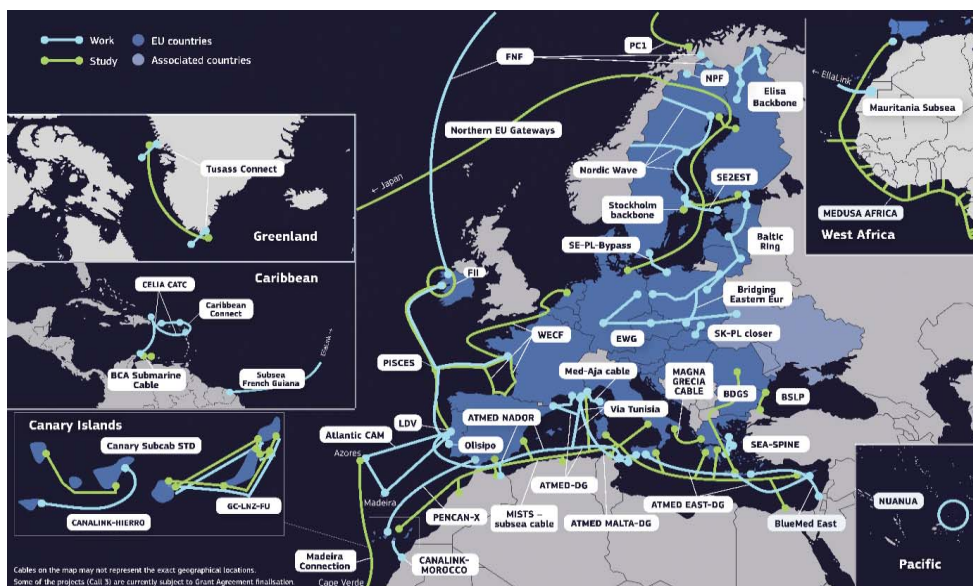 Work
Study
EU countries
Associated countries
FNF
PC1
NPF
Elisa
Backbone
← EllaLink
Mauritania Subsea
MEDUSA AFRICA
West Africa
Northern EU Gateways
← Japan
Nordic Wave
SE2EST
Stockholm
backbone
SE-PL-Bypass
Baltic
Ring
Tusass Connect
Greenland
Caribbean
CELIA CATC
Caribbean
Connect
BCA Submarine
Cable
Subsea
French Guiana
EllaLink
FII
Bridging
Eastern Eur
WECF
EWG
SK-PL closer
PISCES
Med-Aja cable
MAGNA
GRECIA
CABLE
BDGS
BSLP
Via Tunisia
ATMED NADOR
LDV
Olisipo
Atlantic CAM
Azores
Madeira
SEA-SPINE
Canary Islands
Canary Subcab STD
CANALINK-HIERRO
GC-LNZ-FU
PENCAN-X
MISTS –
subsea cable
ATMED-DG
ATMED MALTA-DG
ATMED EAST-DG
BlueMed East
NUANUA
Pacific
Madeira
Connection
CANALINK-
MOROCCO
Cape Verde
Cables on the map may not represent the exact geographical locations.
Some of the projects (Call 3) are currently subject to Grant Agreement finalisation